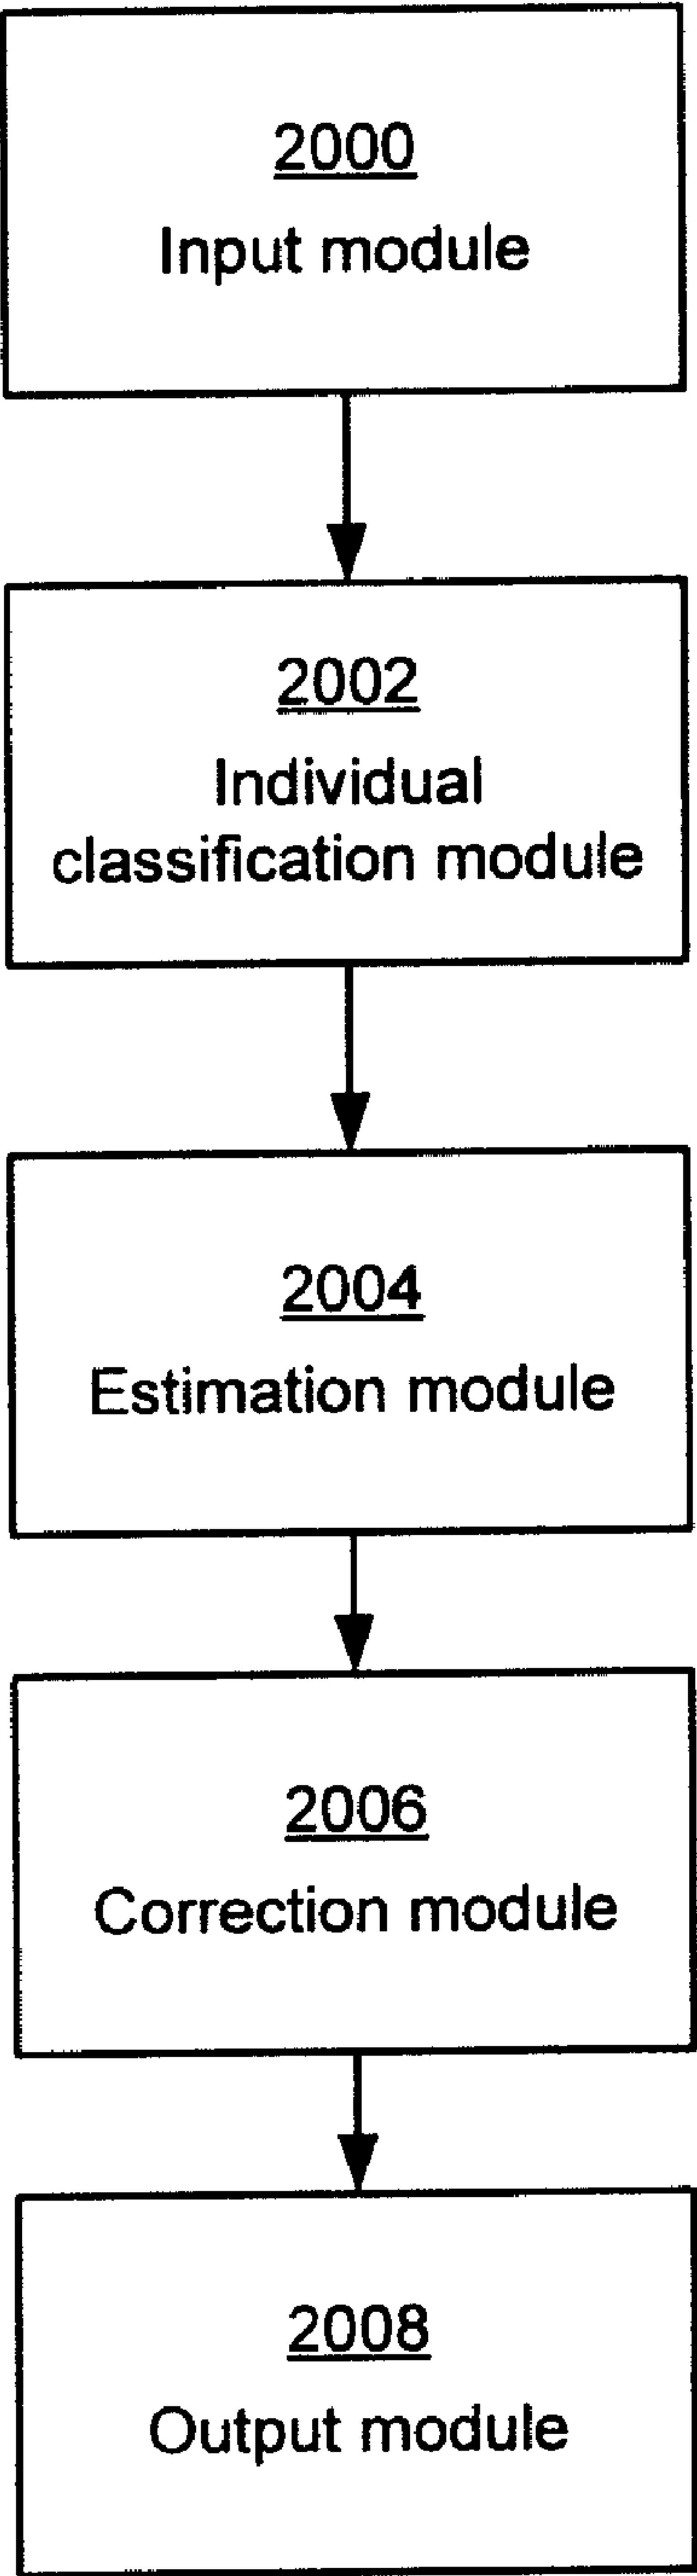 2000
Input module
2002
Individual
classification module
2004
Estimation module
2006
Correction module
2008
Output module